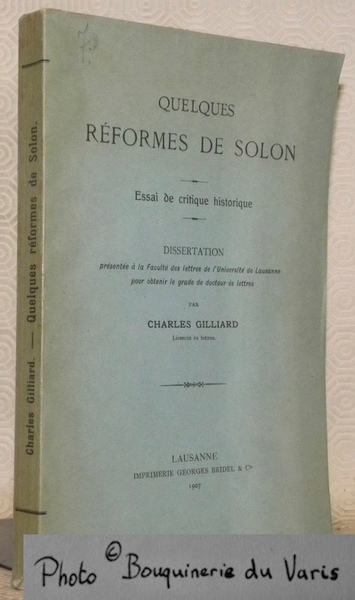 Charles Gilliard. — Quelques réformes de Solon.
QUELQUES
RÉFORMES DE SOLON
Essai de critique historique
DISSERTATION
présentée à la Faculté des lettres de l'Université de Lausanne
pour obtenir le grade de docteur ès lettres
PAR
CHARLES GILLIARD
Licencié ès lettres.
LAUSANNE
IMPRIMERIE GEORGES BRIDEL & Cie
1907
Photo © Bouquinerie du Varis